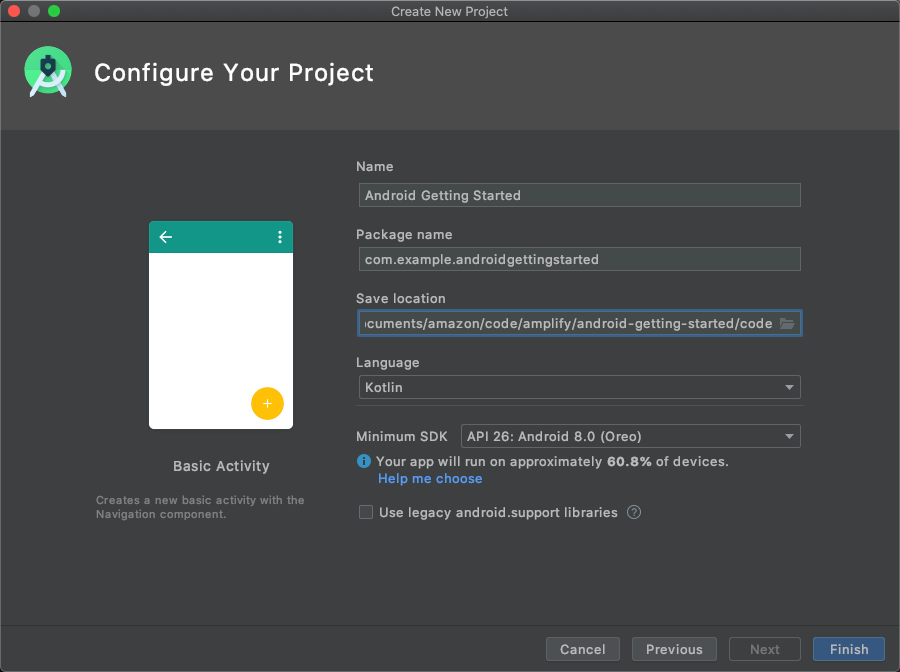 Create New Project
Configure Your Project
Name
Android Getting Started
Package name
com.example.androidgettingstarted
Save location
cuments/amazon/code/amplify/android-getting-started/code
Language
Kotlin
Minimum SDK API 26: Android 8.0 (Oreo)
Your app will run on approximately 60.8% of devices.
Help me choose
Use legacy android.support libraries ?
Basic Activity
Creates a new basic activity with the
Navigation component.
Cancel Previous Next Finish